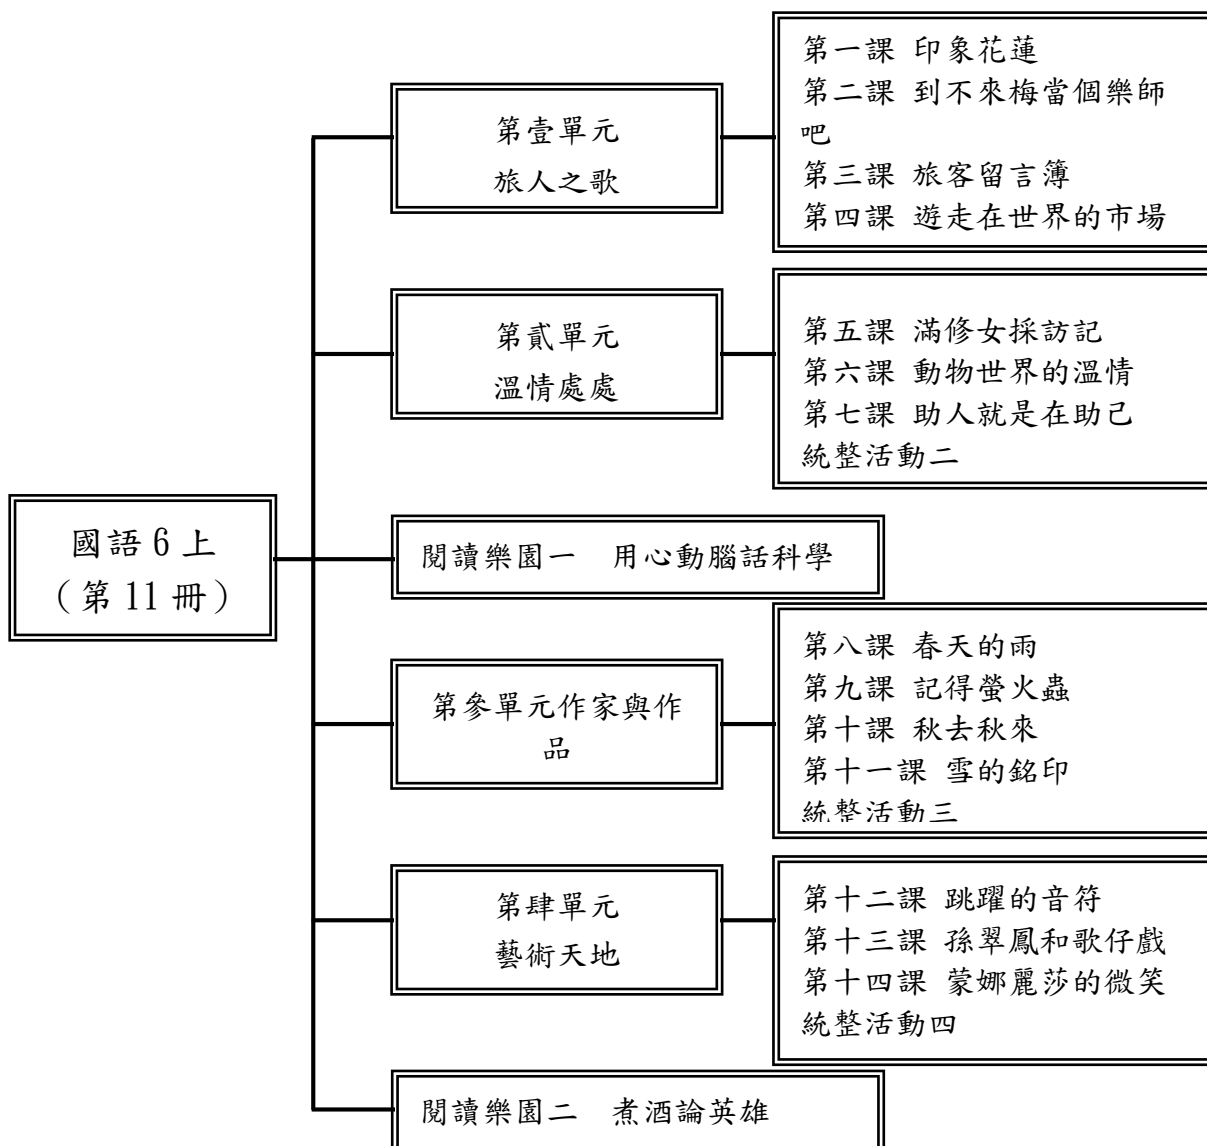 國語 6 上
（第 11 冊）
第壹單元
旅人之歌
第一課 印象花蓮
第二課 到不來梅當個樂師
吧
第三課 旅客留言簿
第四課 遊走在世界的市場
第貳單元
溫情處處
第五課 滿修女採訪記
第六課 動物世界的溫情
第七課 助人就是在助己
統整活動二
閱讀樂園一　用心動腦話科學
第參單元作家與作
品
第八課 春天的雨
第九課 記得螢火蟲
第十課 秋去秋來
第十一課 雪的銘印
統整活動三
第肆單元
藝術天地
第十二課 跳躍的音符
第十三課 孫翠鳳和歌仔戲
第十四課 蒙娜麗莎的微笑
統整活動四
閱讀樂園二　煮酒論英雄